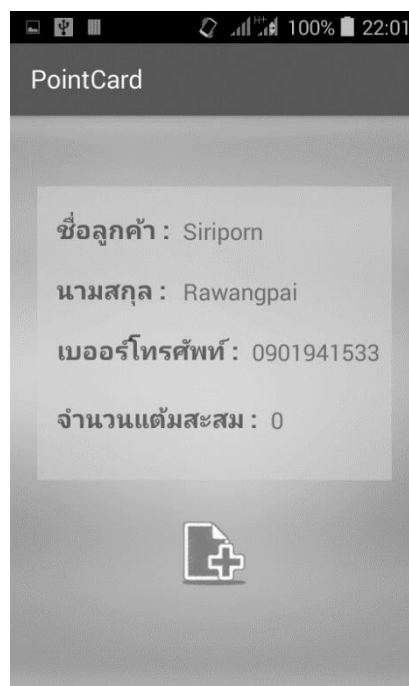 H+ 100% 22:01
PointCard
ชื่อลูกค้า : Siriporn
นามสกุล : Rawangpai
เบออร์โทรศัพท์ : 0901941533
จำนวนแต้มสะสม : 0